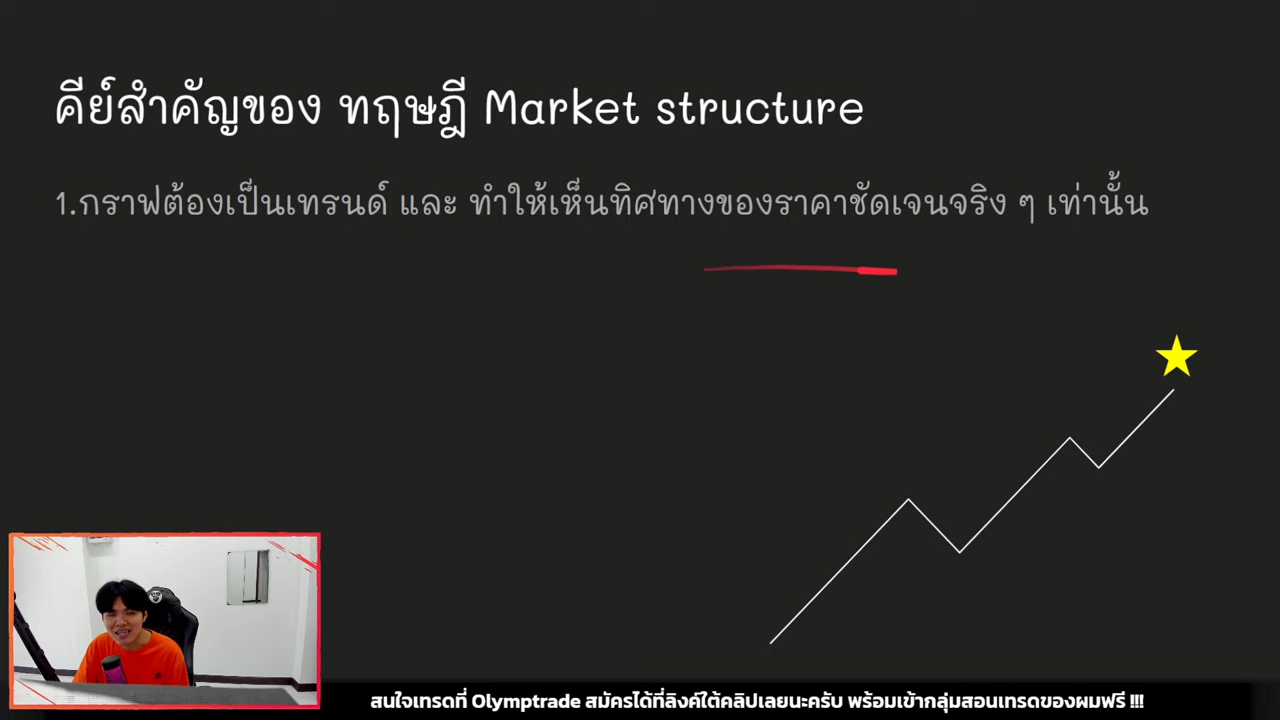 คีย์สำคัญของ ทฤษฎี Market structure
1.กราฟต้องเป็นเทรนด์ และ ทำให้เห็นทิศทางของราคาชัดเจนจริง ๆ เท่านั้น
สนใจเทรดที่ Olymptrade สมัครได้ที่ลิงค์ใต้คลิปเลยนะครับ พร้อมเข้ากลุ่มสอนเทรดของผมฟรี !!!